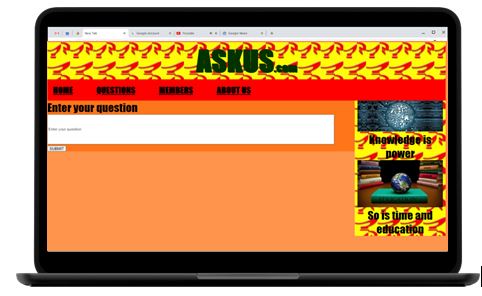 New Tab
Google Account
Youtube
Google News
ASKUS.com
HOME
QUESTIONS
MEMBERS
ABOUT US
Enter your question
Enter your question
SUBMIT
Knowledge is
power
So is time and
education